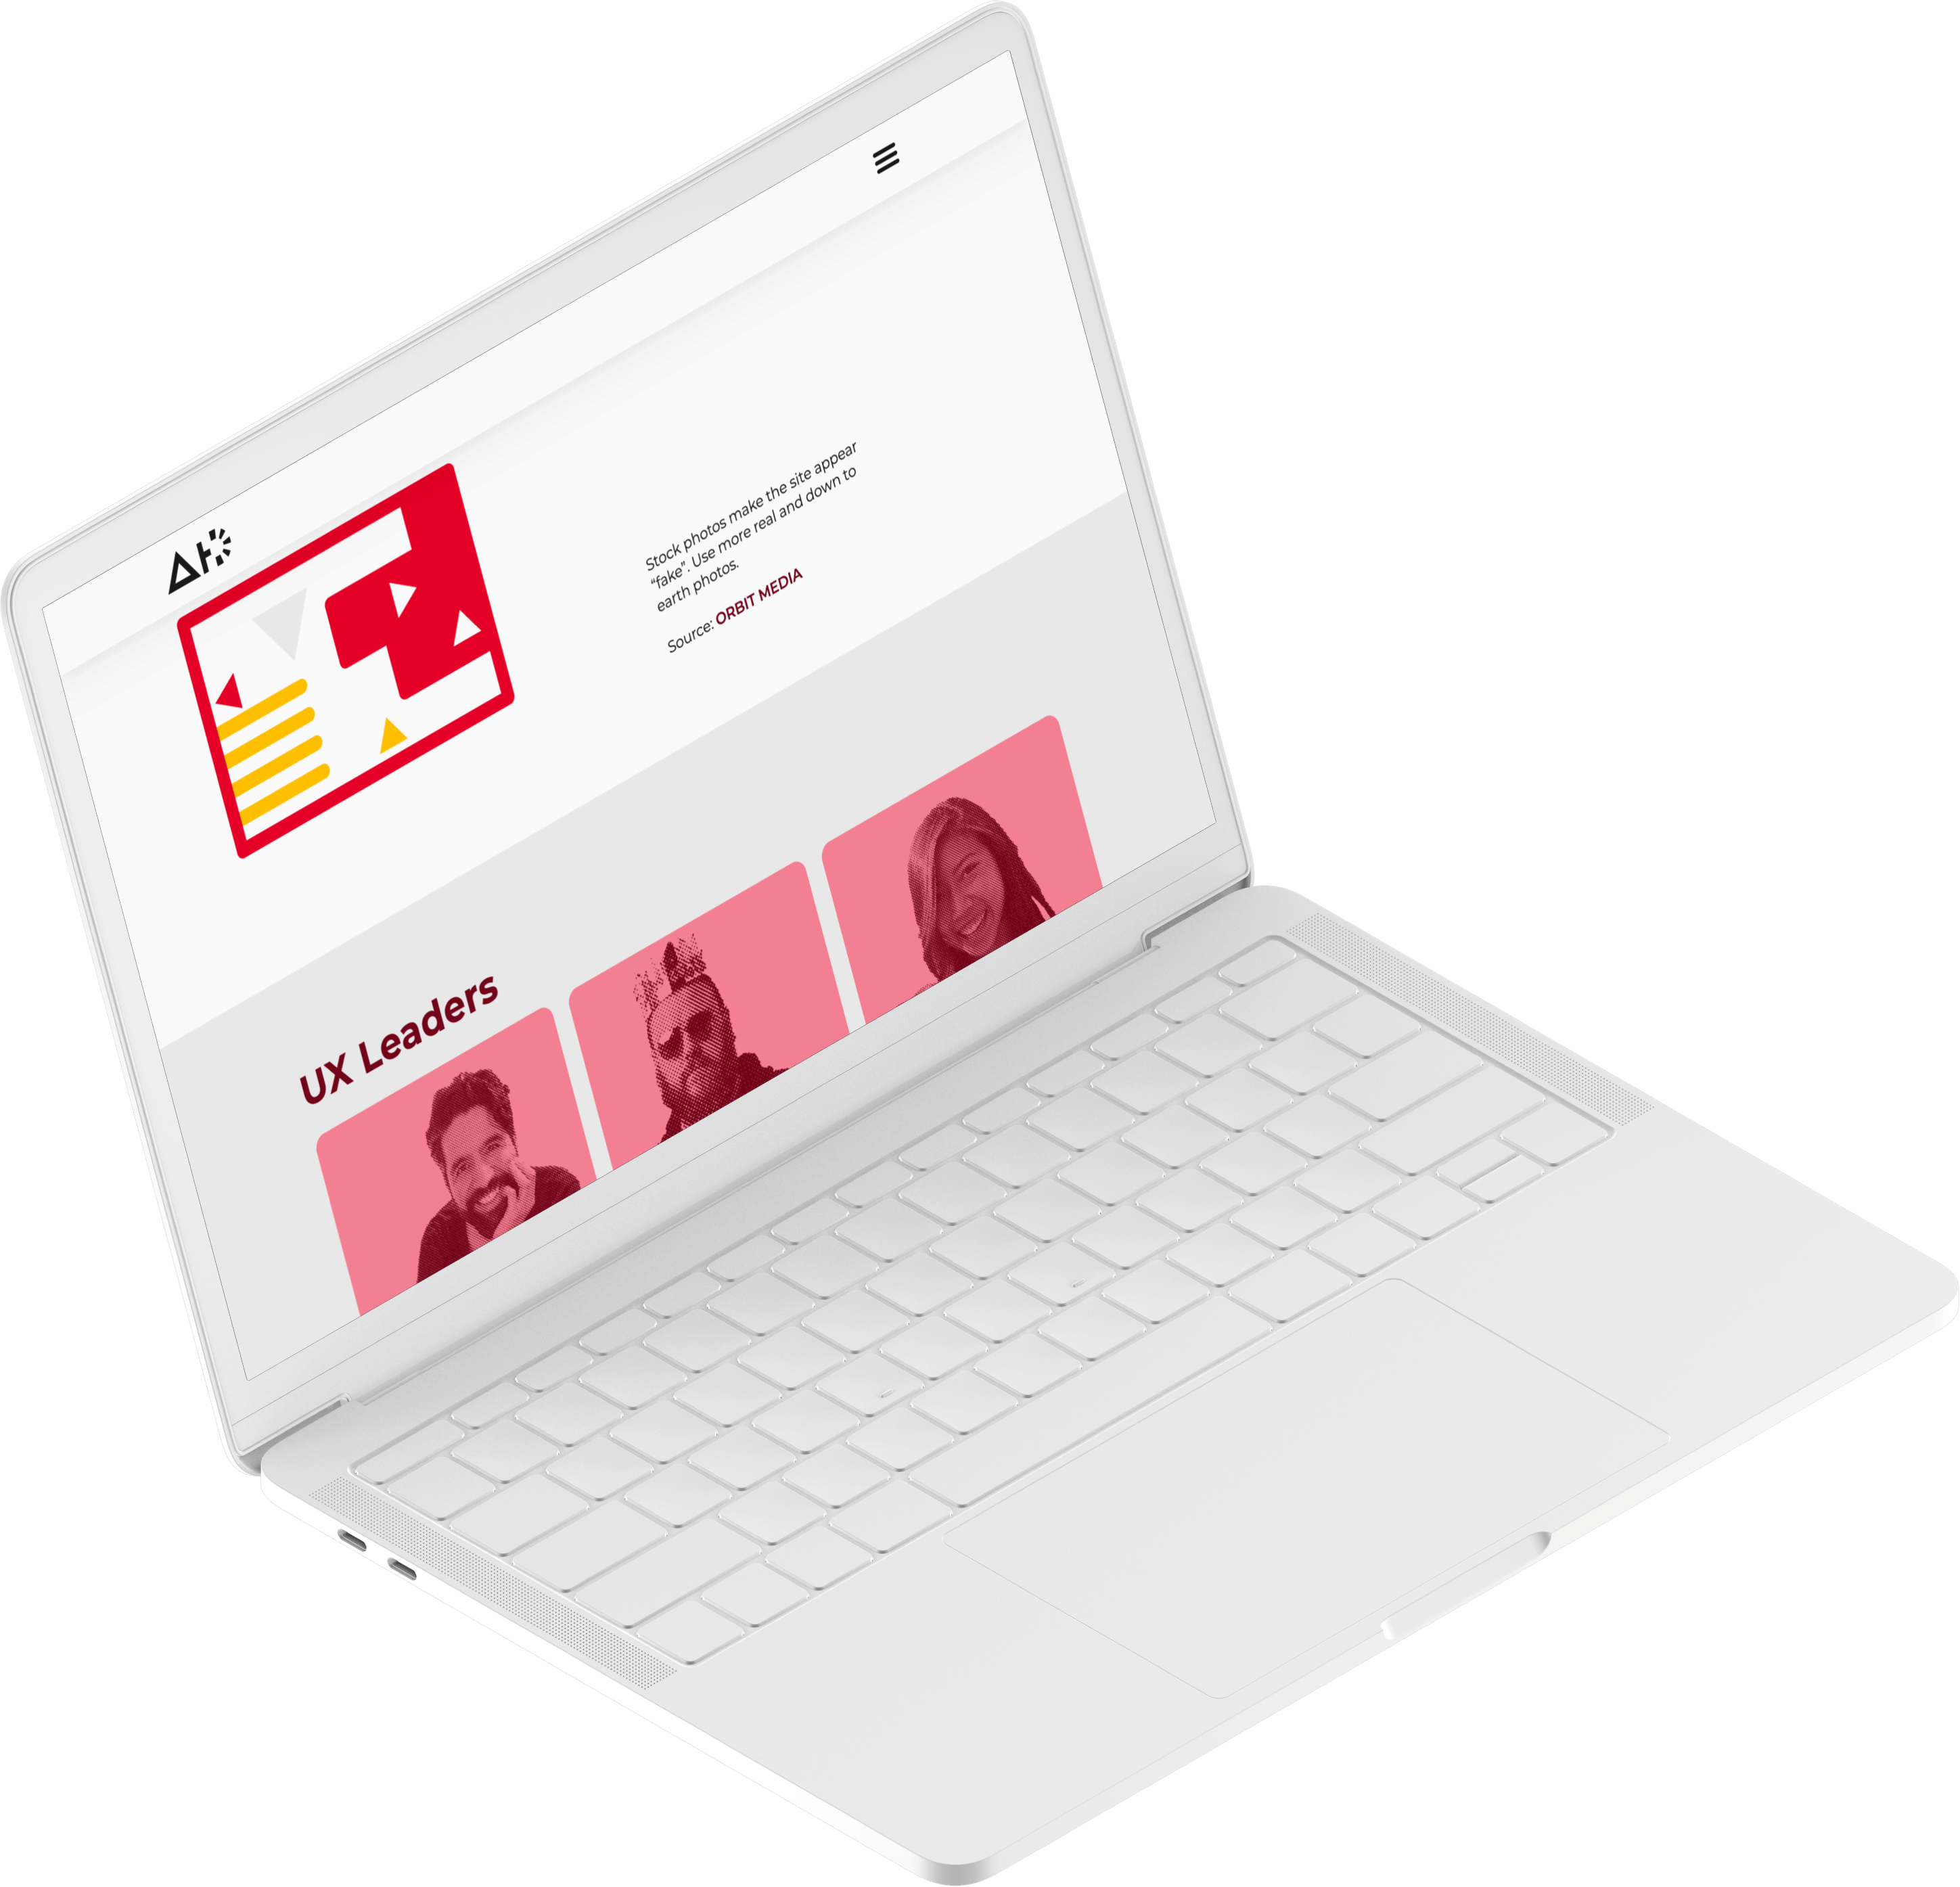 Stock photos make the site appear
“fake”. Use more real and down to
earth photos.
Source: ORBIT MEDIA
UX Leaders